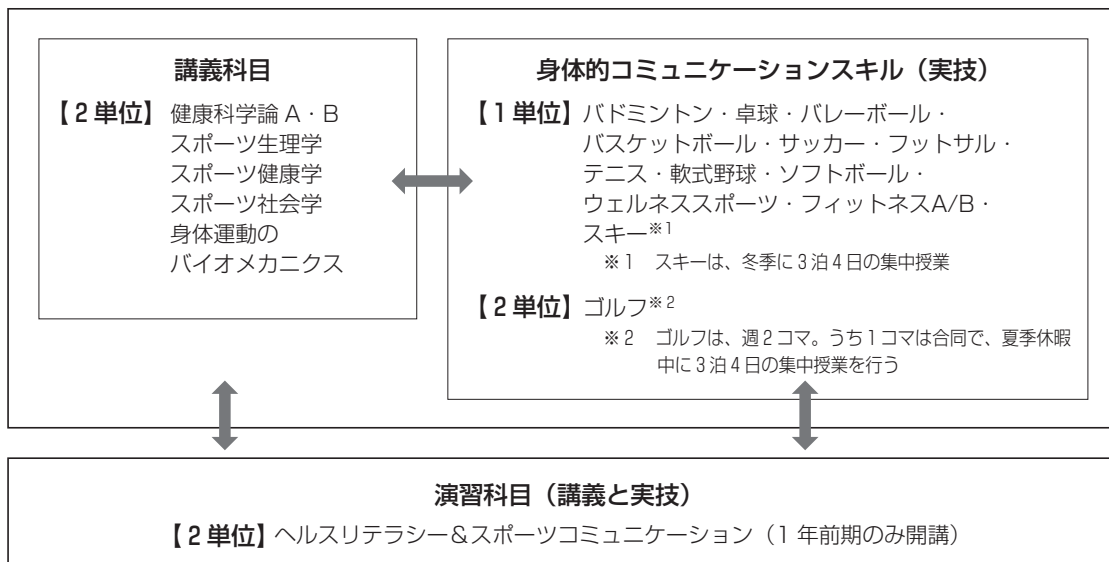 講義科目
【2単位】健康科学論 A・B
スポーツ生理学
スポーツ健康学
スポーツ社会学
身体運動の
バイオメカニクス
身体的コミュニケーションスキル（実技）
【1単位】バドミントン・卓球・バレーボール・
バスケットボール・サッカー・フットサル・
テニス・軟式野球・ソフトボール・
ウェルネススポーツ・フィットネスA/B・
スキー※1
※1　スキーは、冬季に3泊4日の集中授業
【2単位】ゴルフ※2
※2　ゴルフは、週2コマ。うち1コマは合同で、夏季休暇
中に3泊4日の集中授業を行う
演習科目（講義と実技）
【2単位】ヘルスリテラシー＆スポーツコミュニケーション（1年前期のみ開講）